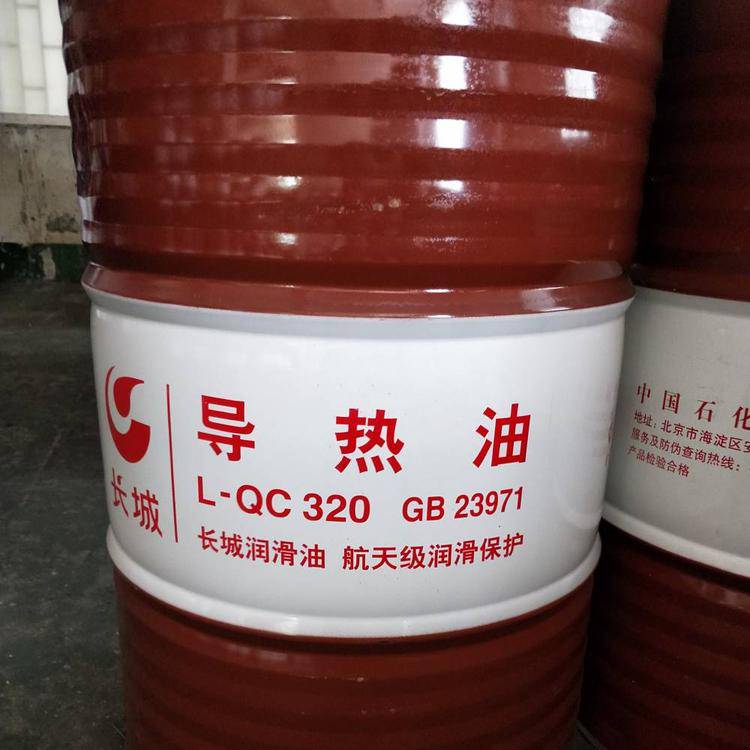 长城
导热油
L-QC 320 GB 23971
长城润滑油 航天级润滑保护
中国石化
地址:北京市海淀区安
服务及防伪查询热线:
产品检验合格